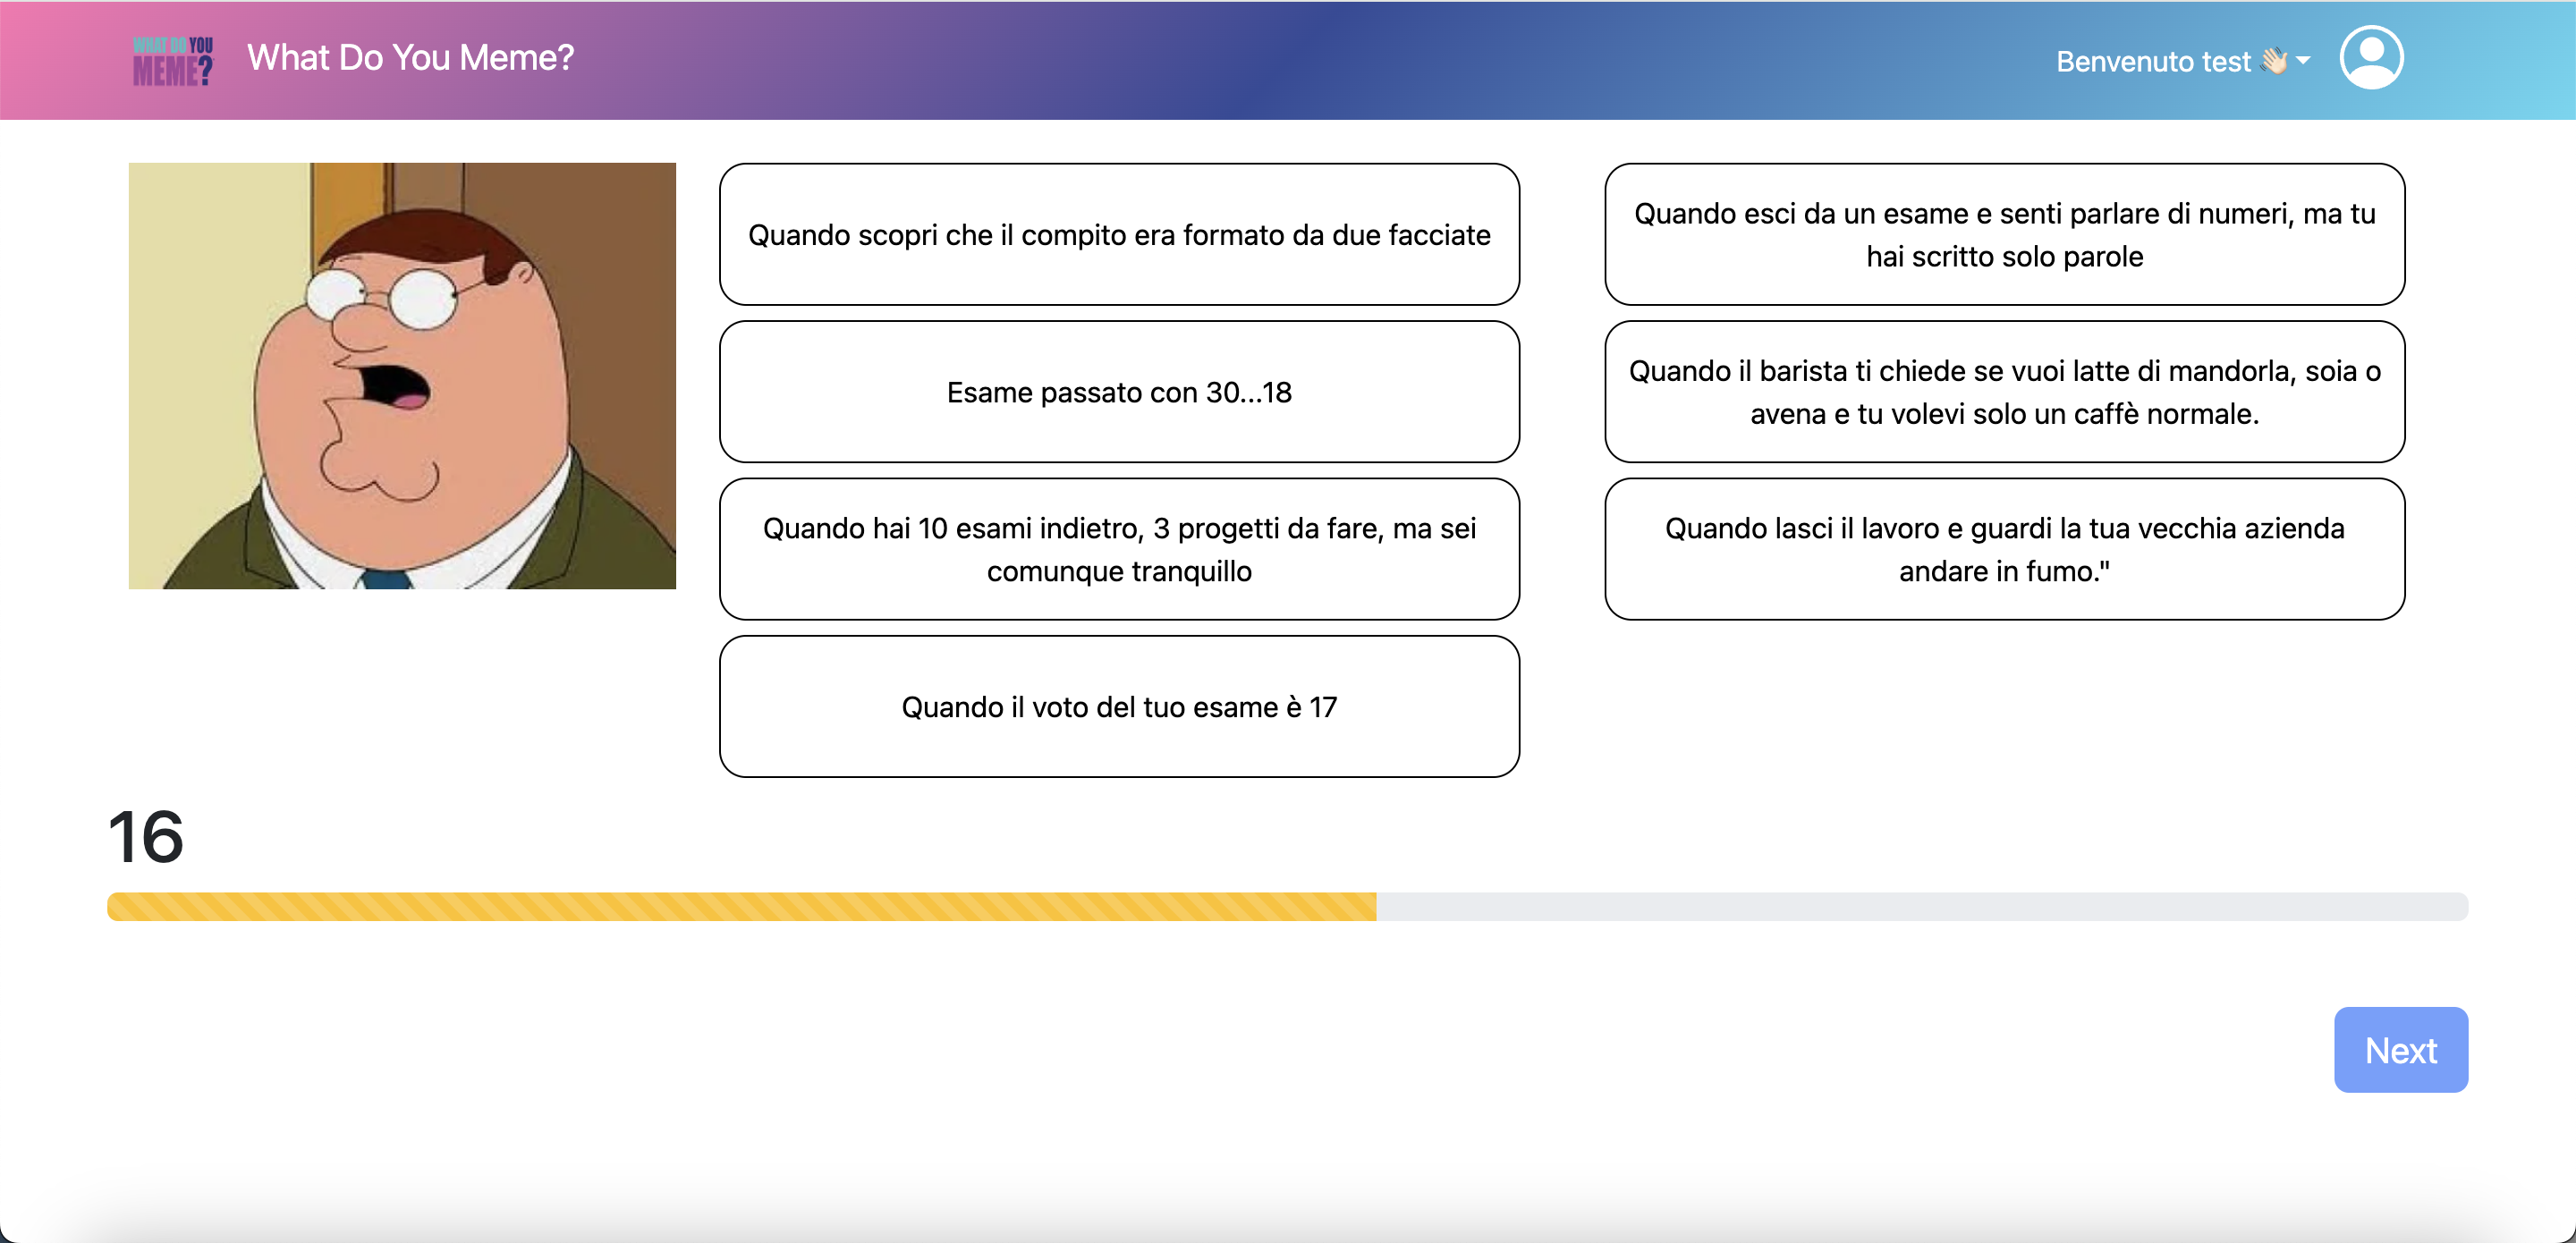 WHAT DO YOU
MEME?
What Do You Meme?
Benvenuto test 👋🏻
Quando scopri che il compito era formato da due facciate
Esame passato con 30...18
Quando hai 10 esami indietro, 3 progetti da fare, ma sei
comunque tranquillo
Quando il voto del tuo esame è 17
Quando esci da un esame e senti parlare di numeri, ma tu
hai scritto solo parole
Quando il barista ti chiede se vuoi latte di mandorla, soia o
avena e tu volevi solo un caffè normale.
Quando lasci il lavoro e guardi la tua vecchia azienda
andare in fumo."
16
Next